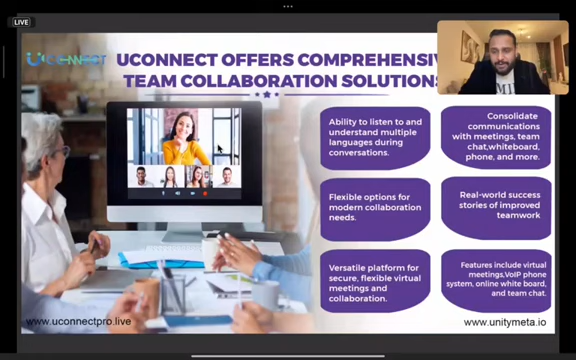 LIVE
UCONNECT
UCONNECT OFFERS COMPREHENSIV
TEAM COLLABORATION SOLUTIONS
Ability to listen to and
understand multiple
languages during
conversations.
Consolidate
communications
with meetings, team
chat,whiteboard,
phone, and more.
Flexible options for
modern collaboration
needs.
Real-world success
stories of improved
teamwork
Versatile platform for
secure, flexible virtual
meetings and
collaboration.
Features include virtual
meetings,VoIP phone
system, online white board,
and team chat.
www.uconnectpro.live
www.unitymeta.io